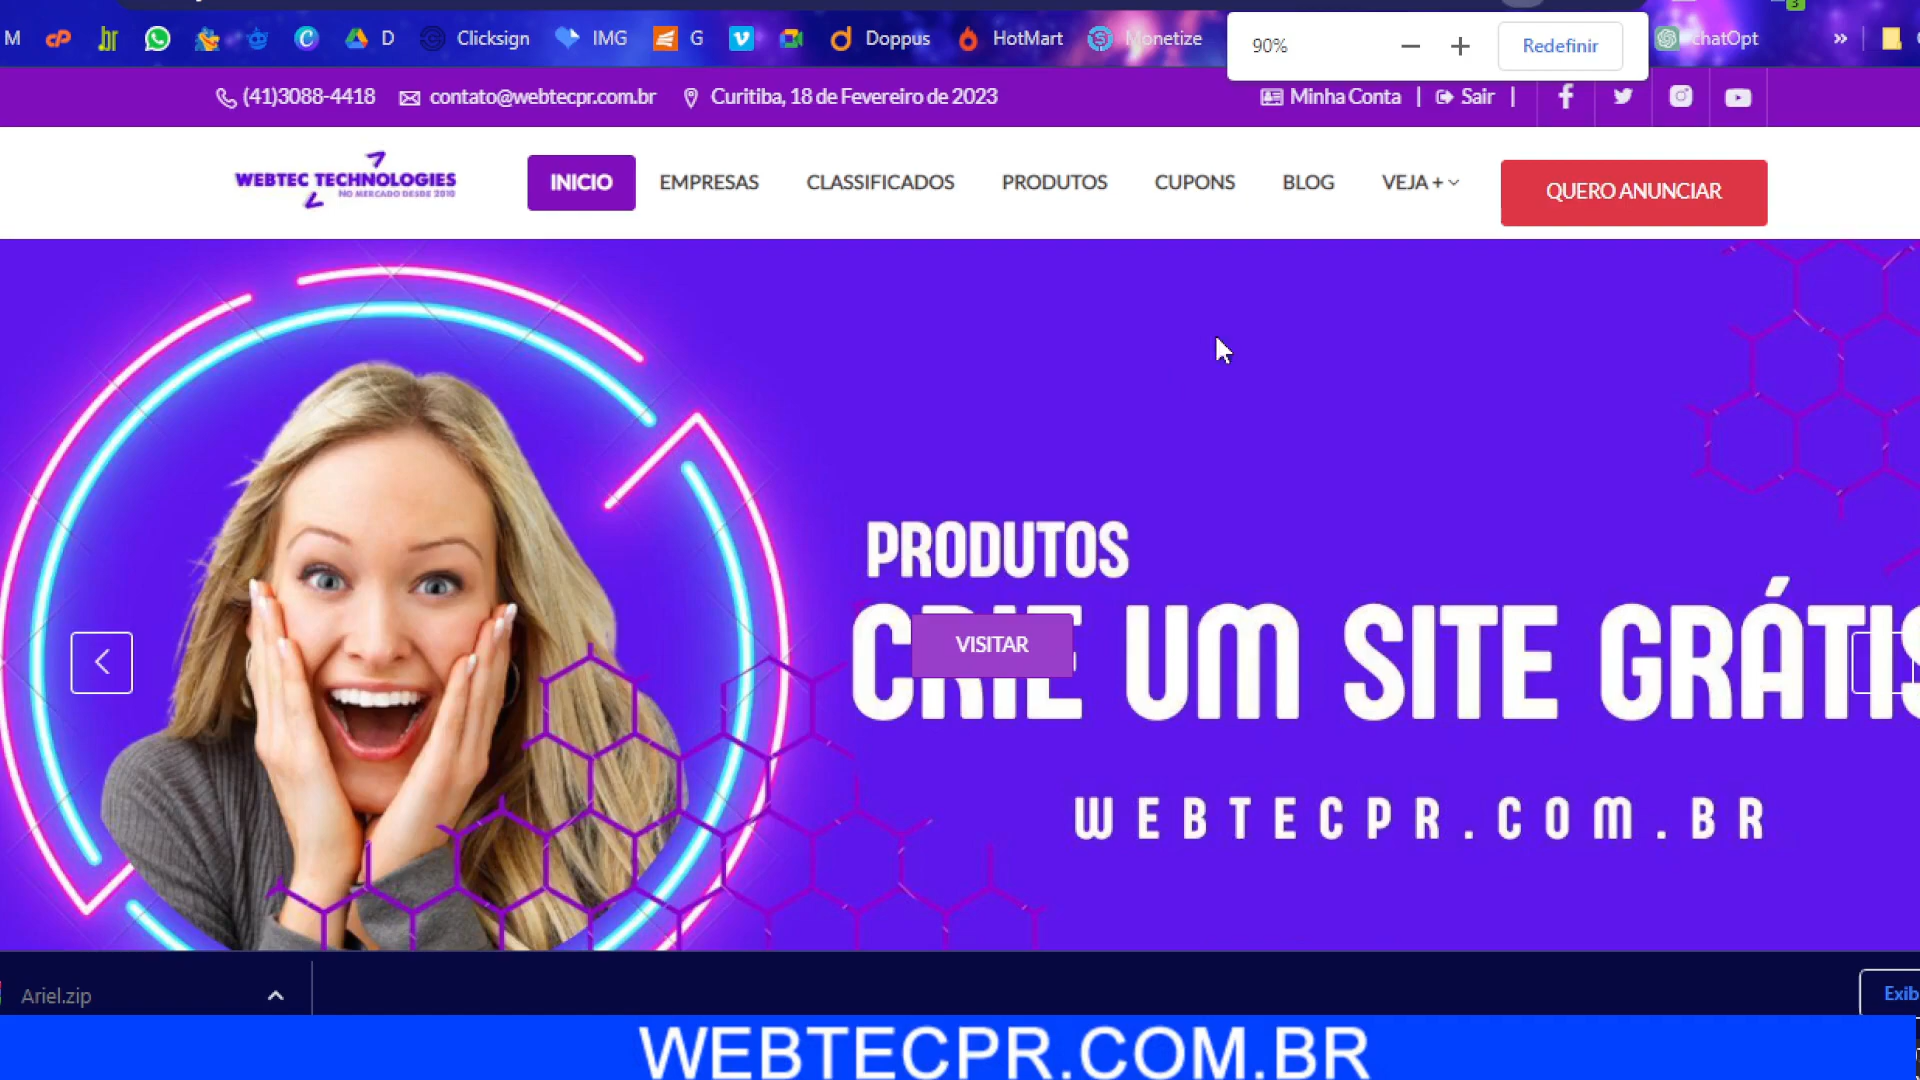 M
D
Clicksign
IMG
G
Doppus
HotMart
Monetize
90%
Redefinir
chatOpt
»
(41)3088-4418
contato@webtecpr.com.br
Curitiba, 18 de Fevereiro de 2023
Minha Conta |
Sair |
WEBTEC TECHNOLOGIES
NO MERCADO DESDE 2010
INICIO
EMPRESAS
CLASSIFICADOS
PRODUTOS
CUPONS
BLOG
VEJA +
QUERO ANUNCIAR
PRODUTOS
CRIE UM SITE GRÁTIS
VISITAR
WEBTECPR.COM.BR
Ariel.zip
Exib
WEBTECPR.COM.BR